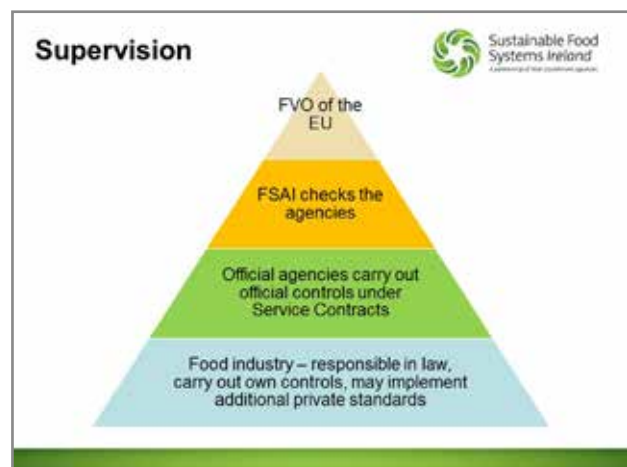 Supervision
Sustainable Food
Systems Ireland
FVO of the
EU
FSAI checks the
agencies
Official agencies carry out
official controls under
Service Contracts
Food industry – responsible in law,
carry out own controls, may implement
additional private standards